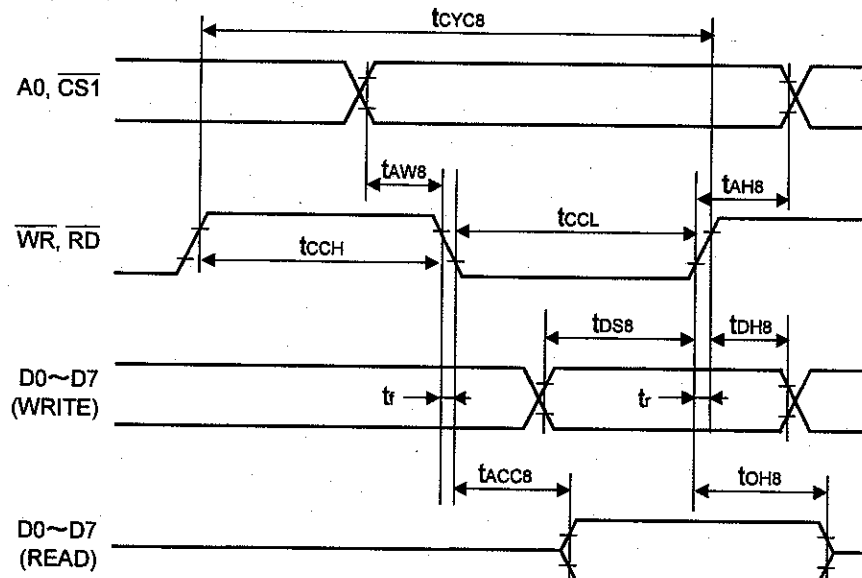 tCYC8
A0, CS1
tAW8
tAH8
WR, RD
tCCL
tCCH
tDS8
tDH8
D0～D7
(WRITE)
tf
tr
tACC8
tOH8
D0～D7
(READ)